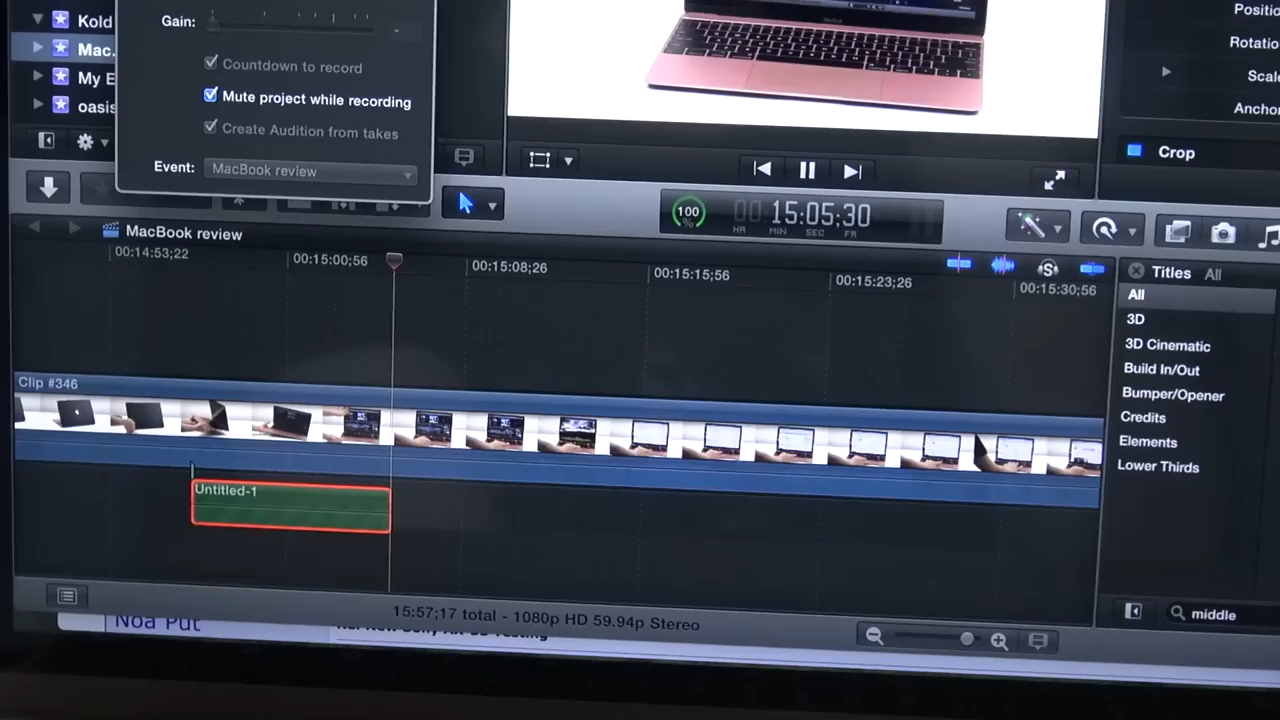 Kold
Mac.
My E
oasis
Gain:
-
Countdown to record
Mute project while recording
Create Audition from takes
Event: MacBook review
MacBook
Positio
Rotatio
Scale
Anchor
Crop
100
%
00:15:05:30
HR MIN SEC FR
MacBook review
00:14:53;22
00:15:00;56
00:15:08;26
00:15:15;56
00:15:23;26
00:15:30;56
Clip #346
Untitled-1
Titles All
All
3D
3D Cinematic
Build In/Out
Bumper/Opener
Credits
Elements
Lower Thirds
middle
15:57;17 total - 1080p HD 59.94p Stereo
Noa Put
Testing